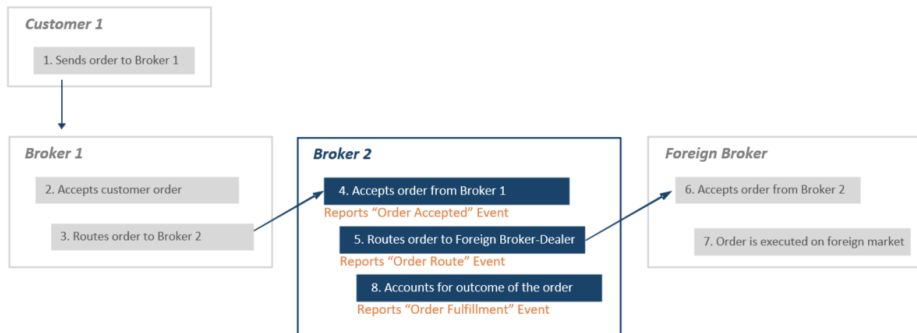 Customer 1
1. Sends order to Broker 1
Broker 1
2. Accepts customer order
3. Routes order to Broker 2
Broker 2
4. Accepts order from Broker 1
Reports “Order Accepted” Event
5. Routes order to Foreign Broker-Dealer
Reports “Order Route” Event
8. Accounts for outcome of the order
Reports “Order Fulfillment” Event
Foreign Broker
6. Accepts order from Broker 2
7. Order is executed on foreign market